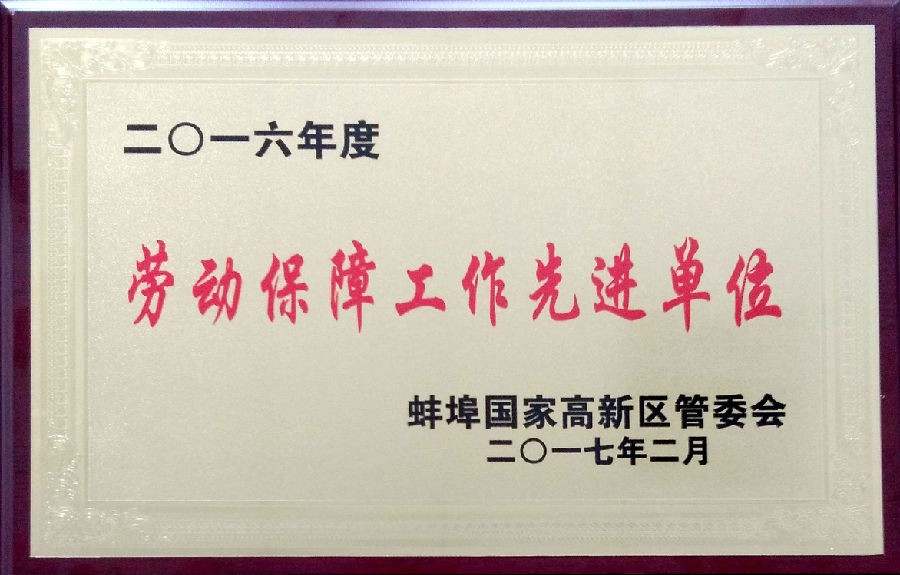 二〇一六年度
劳动保障工作先进单位
蚌埠国家高新区管委会
二〇一七年二月